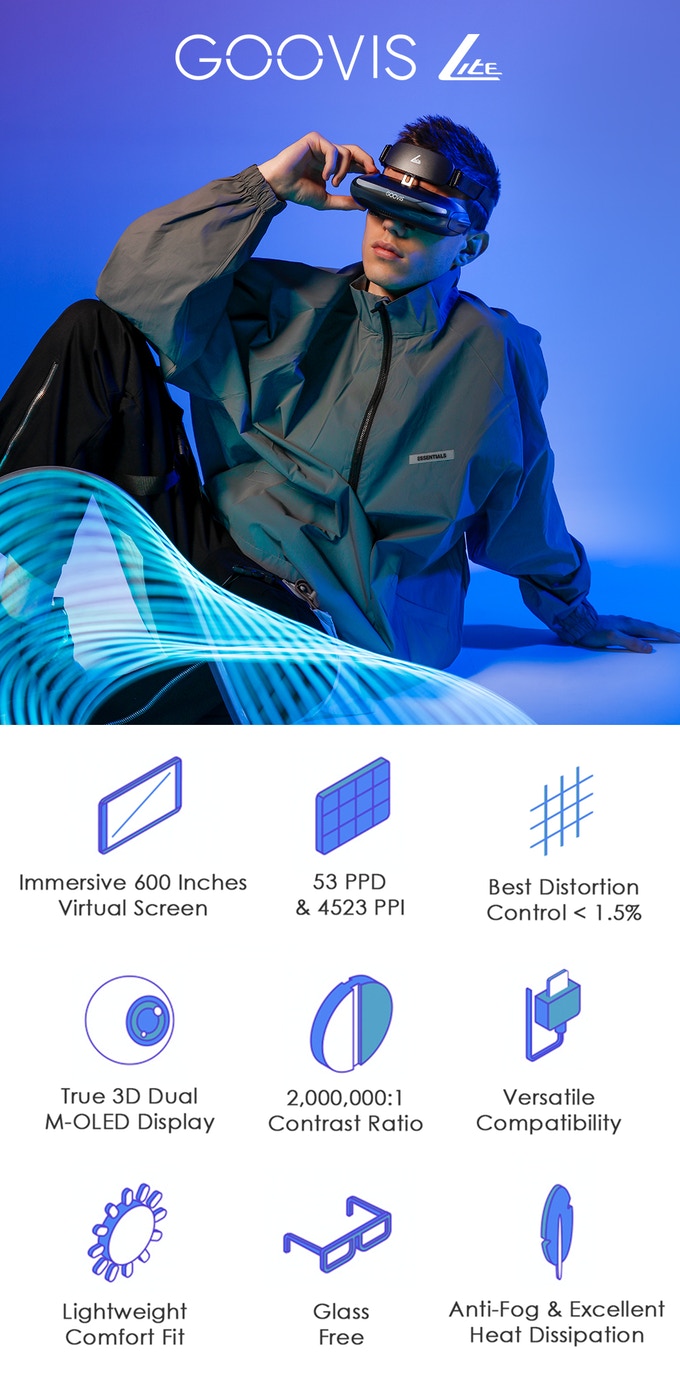 GOOVIS Lite
GOOVIS
ESSENTIALS
Immersive 600 Inches
Virtual Screen
53 PPD
& 4523 PPI
Best Distortion
Control < 1.5%
True 3D Dual
M-OLED Display
2,000,000:1
Contrast Ratio
Versatile
Compatibility
Lightweight
Comfort Fit
Glass
Free
Anti-Fog & Excellent
Heat Dissipation